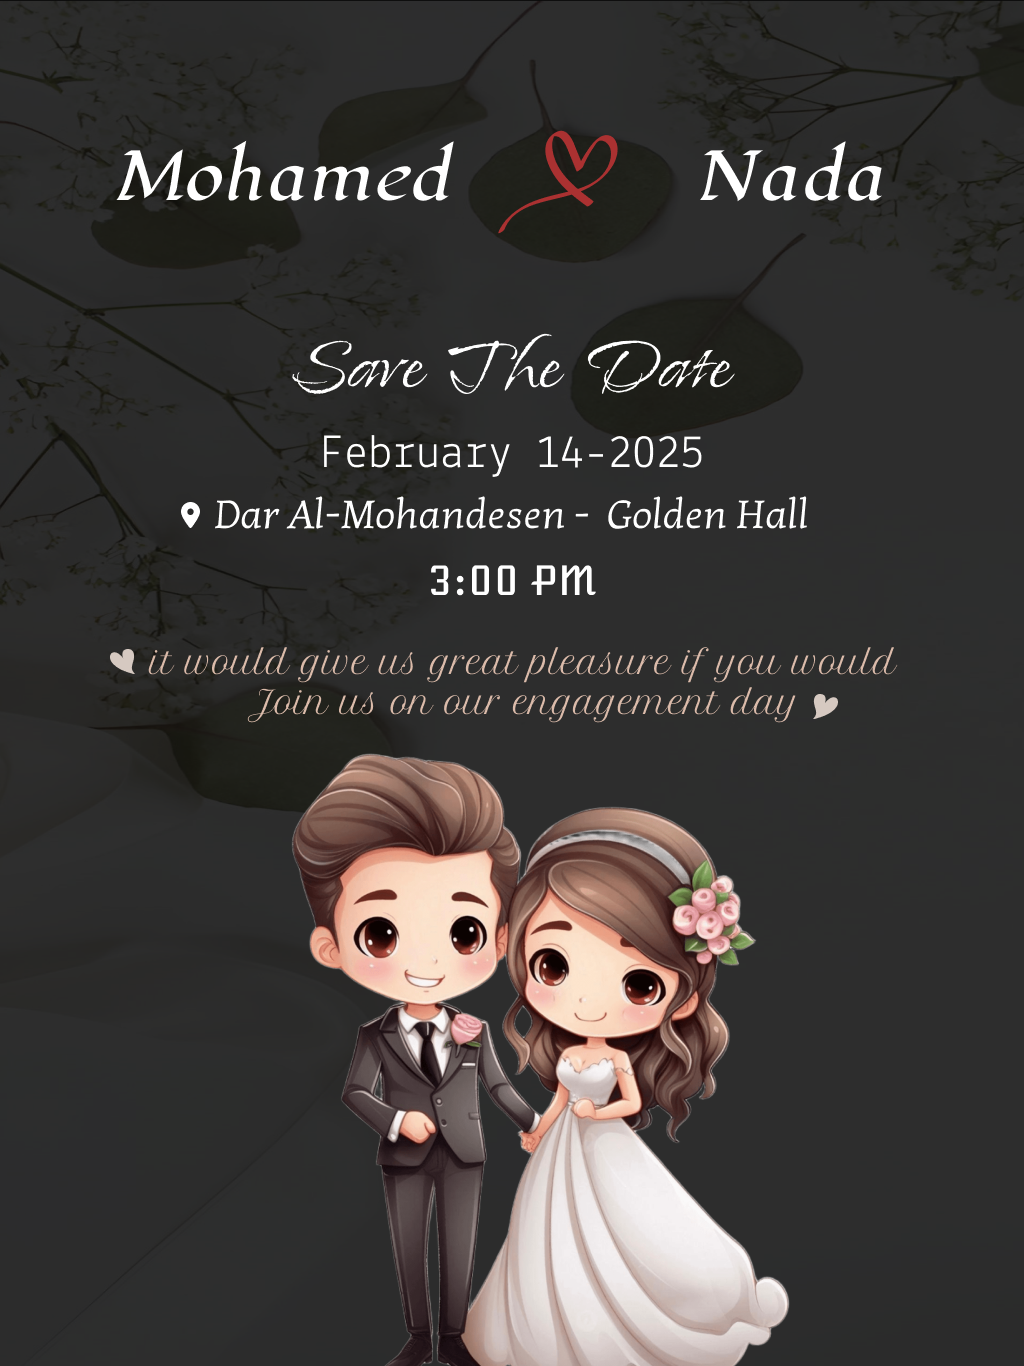 Mohamed Nada
Save The Date
February 14-2025
Dar Al-Mohandesen - Golden Hall
3:00 PM
it would give us great pleasure if you would
Join us on our engagement day